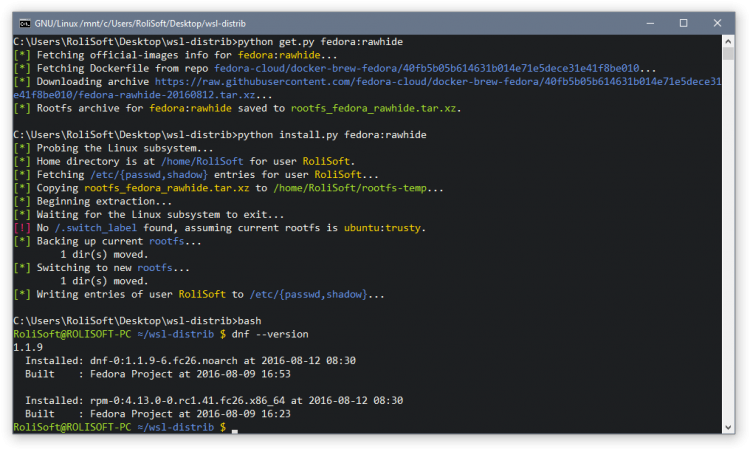 GNU/Linux /mnt/c/Users/RoliSoft/Desktop/wsl-distrib
C:\Users\RoliSoft\Desktop\wsl-distrib>python get.py fedora:rawhide
[*] Fetching official-images info for fedora:rawhide...
[*] Fetching Dockerfile from repo fedora-cloud/docker-brew-fedora/40fb5b05b614631b014e71e5dece31e41f8be010...
[*] Downloading archive https://raw.githubusercontent.com/fedora-cloud/docker-brew-fedora/40fb5b05b614631b014e71e5dece31
e41f8be010/fedora-rawhide-20160812.tar.xz...
[*] Rootfs archive for fedora:rawhide saved to rootfs_fedora_rawhide.tar.xz.
C:\Users\RoliSoft\Desktop\wsl-distrib>python install.py fedora:rawhide
[*] Probing the Linux subsystem...
[*] Home directory is at /home/RoliSoft for user RoliSoft.
[*] Fetching /etc/{passwd,shadow} entries for user RoliSoft...
[*] Copying rootfs_fedora_rawhide.tar.xz to /home/RoliSoft/rootfs-temp...
[*] Beginning extraction...
[*] Waiting for the Linux subsystem to exit...
[!] No /.switch_label found, assuming current rootfs is ubuntu:trusty.
[*] Backing up current rootfs...
1 dir(s) moved.
[*] Switching to new rootfs...
1 dir(s) moved.
[*] Writing entries of user RoliSoft to /etc/{passwd,shadow}...
C:\Users\RoliSoft\Desktop\wsl-distrib>bash
RoliSoft@ROLISOFT-PC ~/wsl-distrib $ dnf --version
1.1.9
Installed: dnf-0:1.1.9-6.fc26.noarch at 2016-08-12 08:30
Built : Fedora Project at 2016-08-09 16:53
Installed: rpm-0:4.13.0-0.rc1.41.fc26.x86_64 at 2016-08-12 08:30
Built : Fedora Project at 2016-08-09 16:23
RoliSoft@ROLISOFT-PC ~/wsl-distrib $